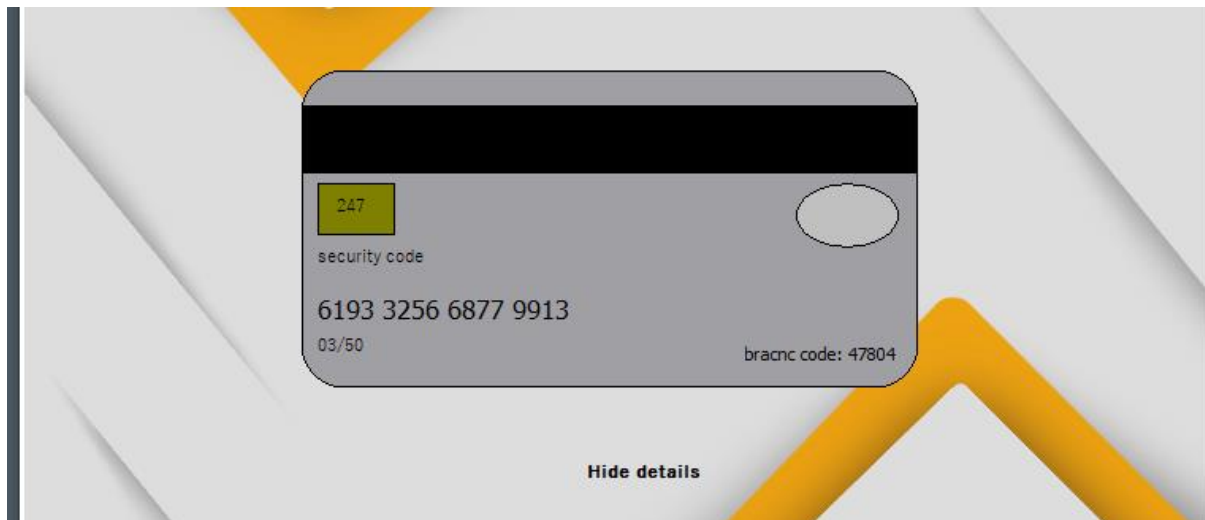 247
security code
6193 3256 6877 9913
03/50
bracnc code: 47804
Hide details